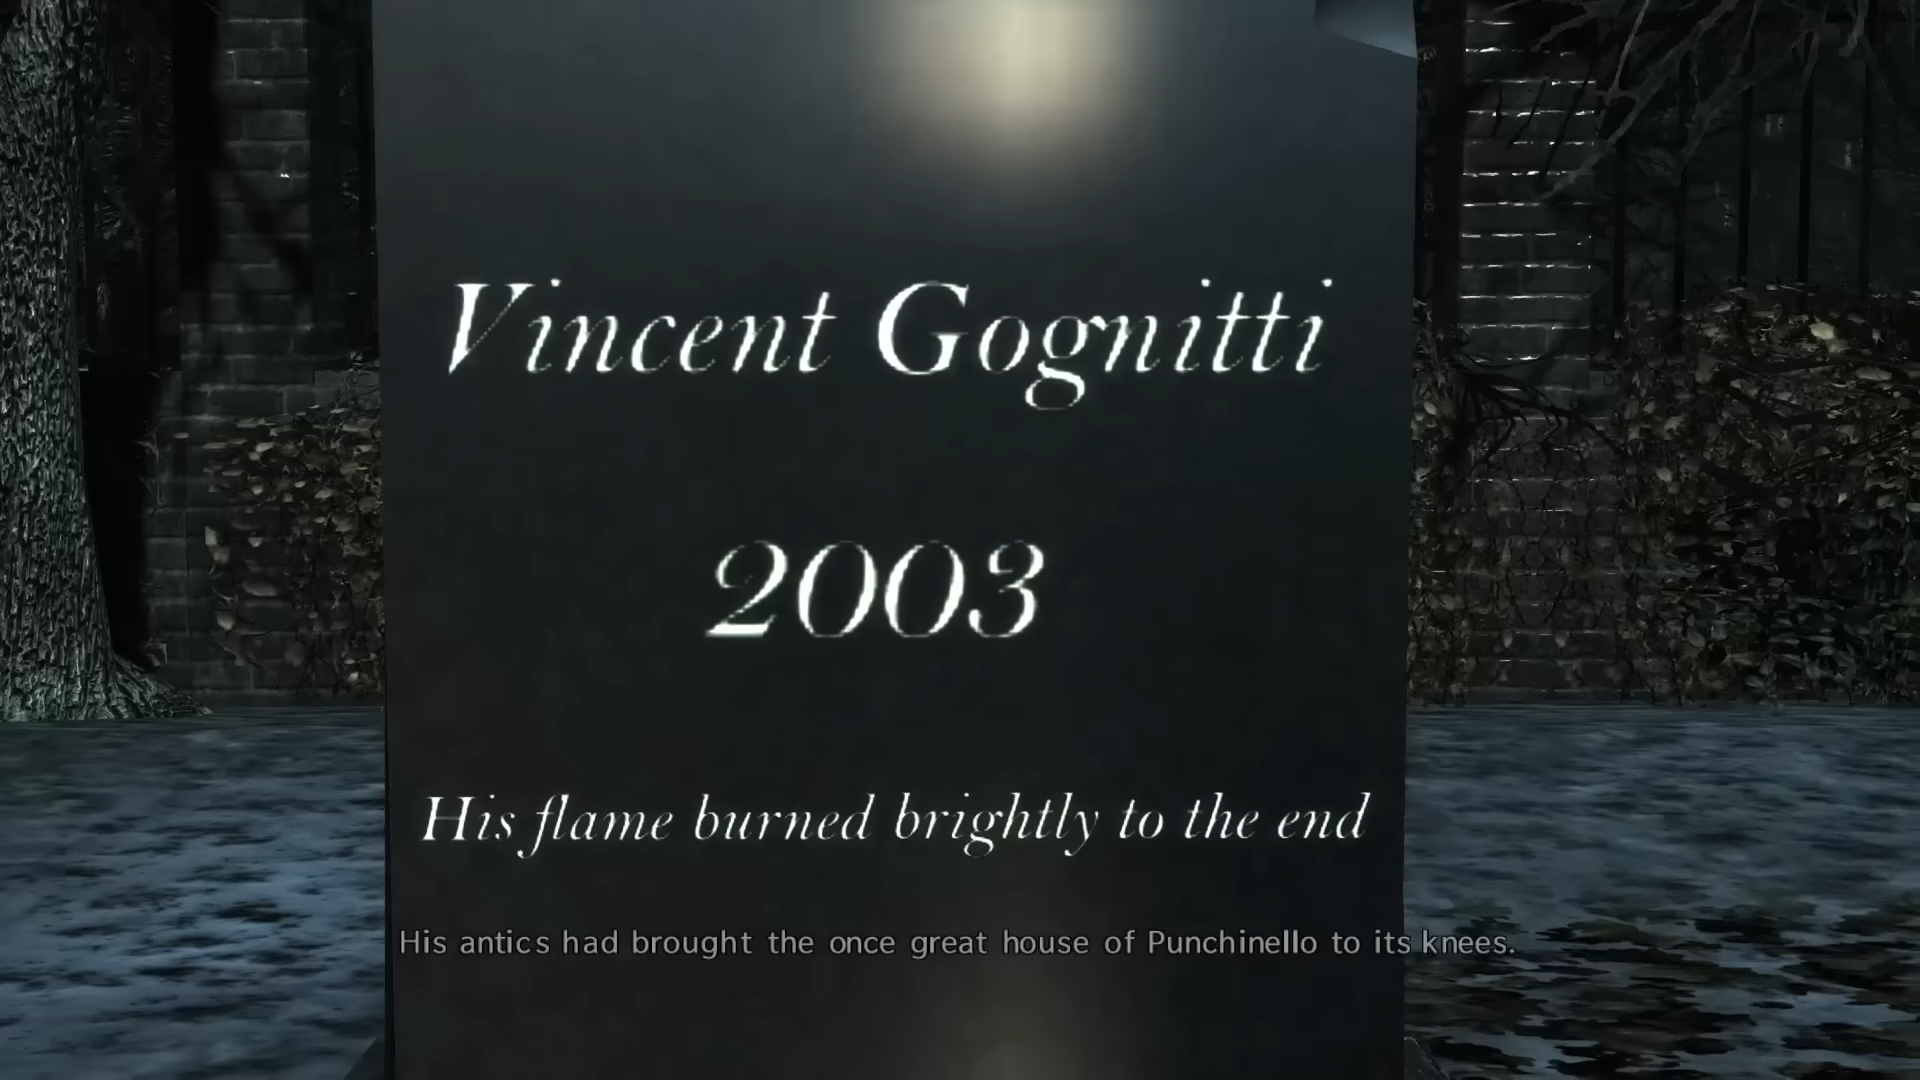 Vincent Gognitti
2003
His flame burned brightly to the end
His antics had brought the once great house of Punchinello to its knees.